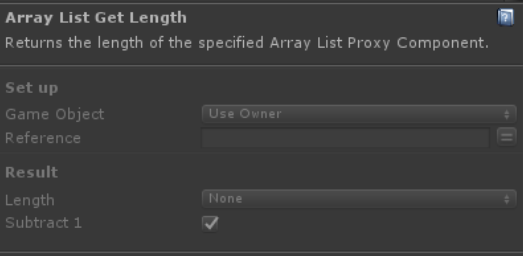 Array List Get Length
Returns the length of the specified Array List Proxy Component.
Set up
Game Object Use Owner
Reference
Result
Length None
Subtract 1